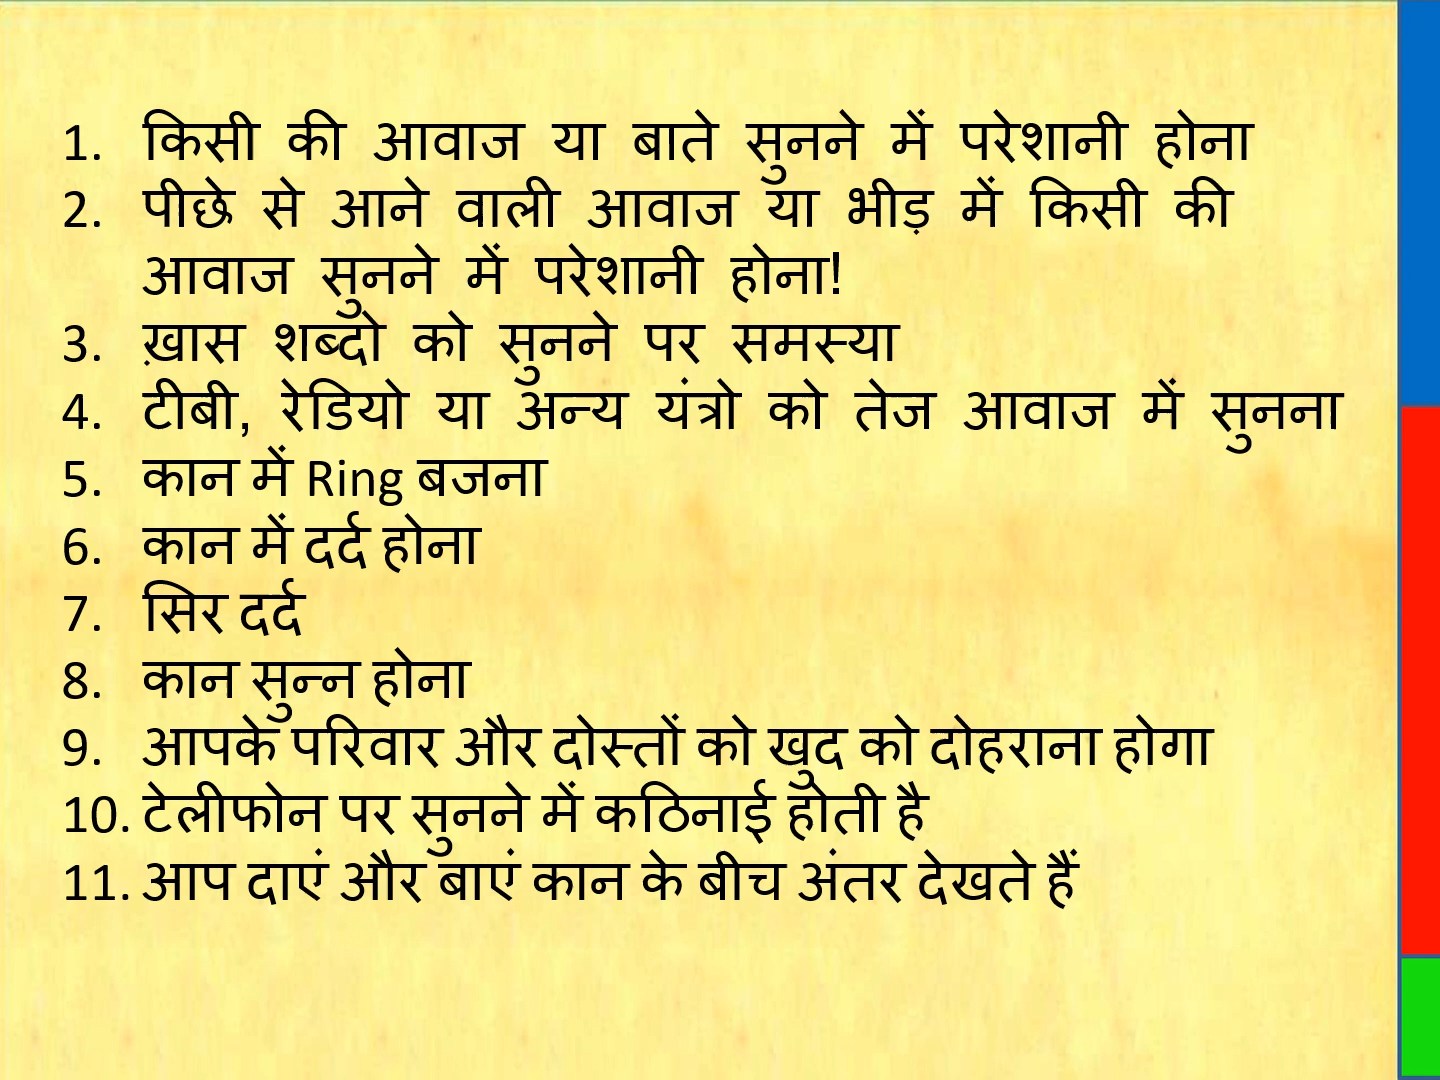 1. किसी की आवाज या बाते सुनने में परेशानी होना
2. पीछे से आने वाली आवाज या भीड़ में किसी की
आवाज सुनने में परेशानी होना!
3. ख़ास शब्दो को सुनने पर समस्या
4. टीबी, रेडियो या अन्य यंत्रो को तेज आवाज में सुनना
5. कान में Ring बजना
6. कान में दर्द होना
7. सिर दर्द
8. कान सुन्न होना
9. आपके परिवार और दोस्तों को खुद को दोहराना होगा
10. टेलीफोन पर सुनने में कठिनाई होती है
11. आप दाएं और बाएं कान के बीच अंतर देखते हैं